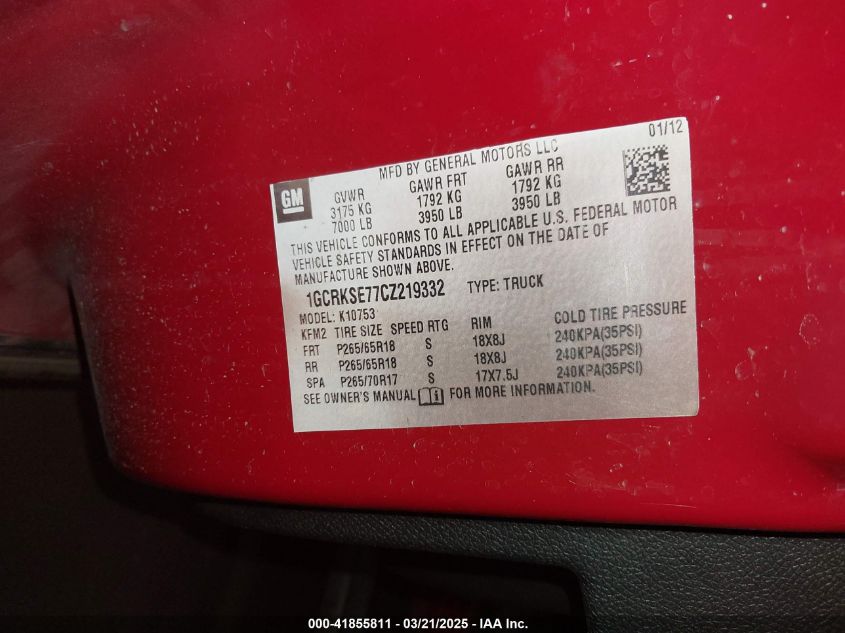 01/12
MFD BY GENERAL MOTORS LLC
GM
GVWR GAWR FRT GAWR RR
3175 KG 1792 KG 1792 KG
7000 LB 3950 LB 3950 LB
THIS VEHICLE CONFORMS TO ALL APPLICABLE U.S. FEDERAL MOTOR
VEHICLE SAFETY STANDARDS IN EFFECT ON THE DATE OF
MANUFACTURE SHOWN ABOVE.
1GCRKSE77CZ219332 TYPE: TRUCK
MODEL: K10753
KFM2 TIRE SIZE SPEED RTG RIM COLD TIRE PRESSURE
FRT P265/65R18 S 18X8J 240KPA(35PSI)
RR P265/65R18 S 18X8J 240KPA(35PSI)
SPA P265/70R17 S 17X7.5J 240KPA(35PSI)
SEE OWNER'S MANUAL FOR MORE INFORMATION.
000-41855811 - 03/21/2025 - IAA Inc.